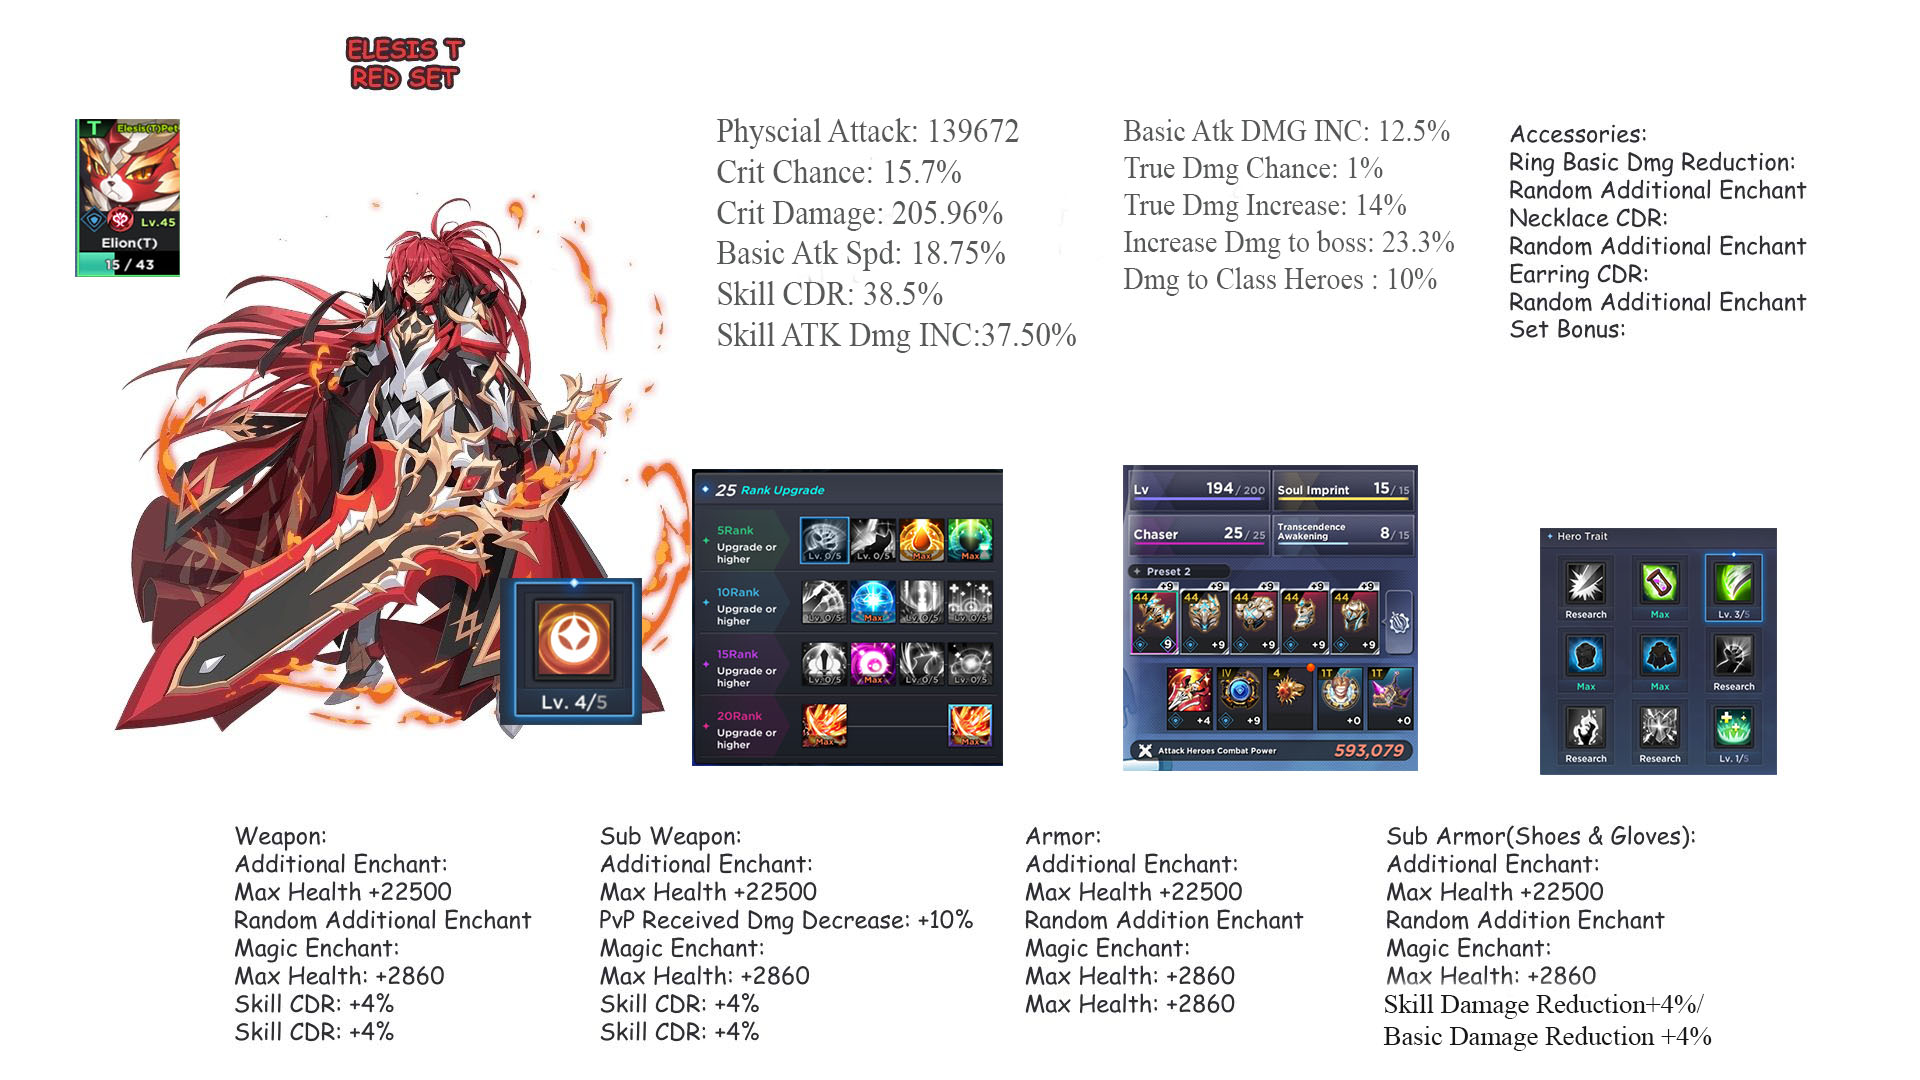 ELESIS T
RED SET
T
Elesis(T)Pet
Lv.45
Elion(T)
15 / 43
Physcial Attack: 139672
Crit Chance: 15.7%
Crit Damage: 205.96%
Basic Atk Spd: 18.75%
Skill CDR: 38.5%
Skill ATK Dmg INC:37.50%
Basic Atk DMG INC: 12.5%
True Dmg Chance: 1%
True Dmg Increase: 14%
Increase Dmg to boss: 23.3%
Dmg to Class Heroes : 10%
Accessories:
Ring Basic Dmg Reduction:
Random Additional Enchant
Necklace CDR:
Random Additional Enchant
Earring CDR:
Random Additional Enchant
Set Bonus:
Lv. 4/5
25 Rank Upgrade
5Rank
Upgrade or
higher
Lv. 0/5 Lv. 0/5 Max Max
10Rank
Upgrade or
higher
Lv. 0/5 Max Lv. 0/5 Lv. 0/5
15Rank
Upgrade or
higher
Lv. 0/5 Max Lv. 0/5 Lv. 0/5
20Rank
Upgrade or
higher
Max Max
Lv 194/200 Soul Imprint 15/15
Chaser 25/25 Transcendence
Awakening 8/15
Preset 2
+9 +9 +9 +9 +9
44 44 44 44 44
9 +9 +9 +9 +9
IV 4 1T 1T
+4 +9 +0 +0
Attack Heroes Combat Power 593,079
Hero Trait
Research Max Lv. 3/5
Max Max Research
Research Research Lv. 1/5
Weapon:
Additional Enchant:
Max Health +22500
Random Additional Enchant
Magic Enchant:
Max Health: +2860
Skill CDR: +4%
Skill CDR: +4%
Sub Weapon:
Additional Enchant:
Max Health +22500
PvP Received Dmg Decrease: +10%
Magic Enchant:
Max Health: +2860
Skill CDR: +4%
Skill CDR: +4%
Armor:
Additional Enchant:
Max Health +22500
Random Addition Enchant
Magic Enchant:
Max Health: +2860
Max Health: +2860
Sub Armor(Shoes & Gloves):
Additional Enchant:
Max Health +22500
Random Addition Enchant
Magic Enchant:
Max Health: +2860
Skill Damage Reduction+4%/
Basic Damage Reduction +4%